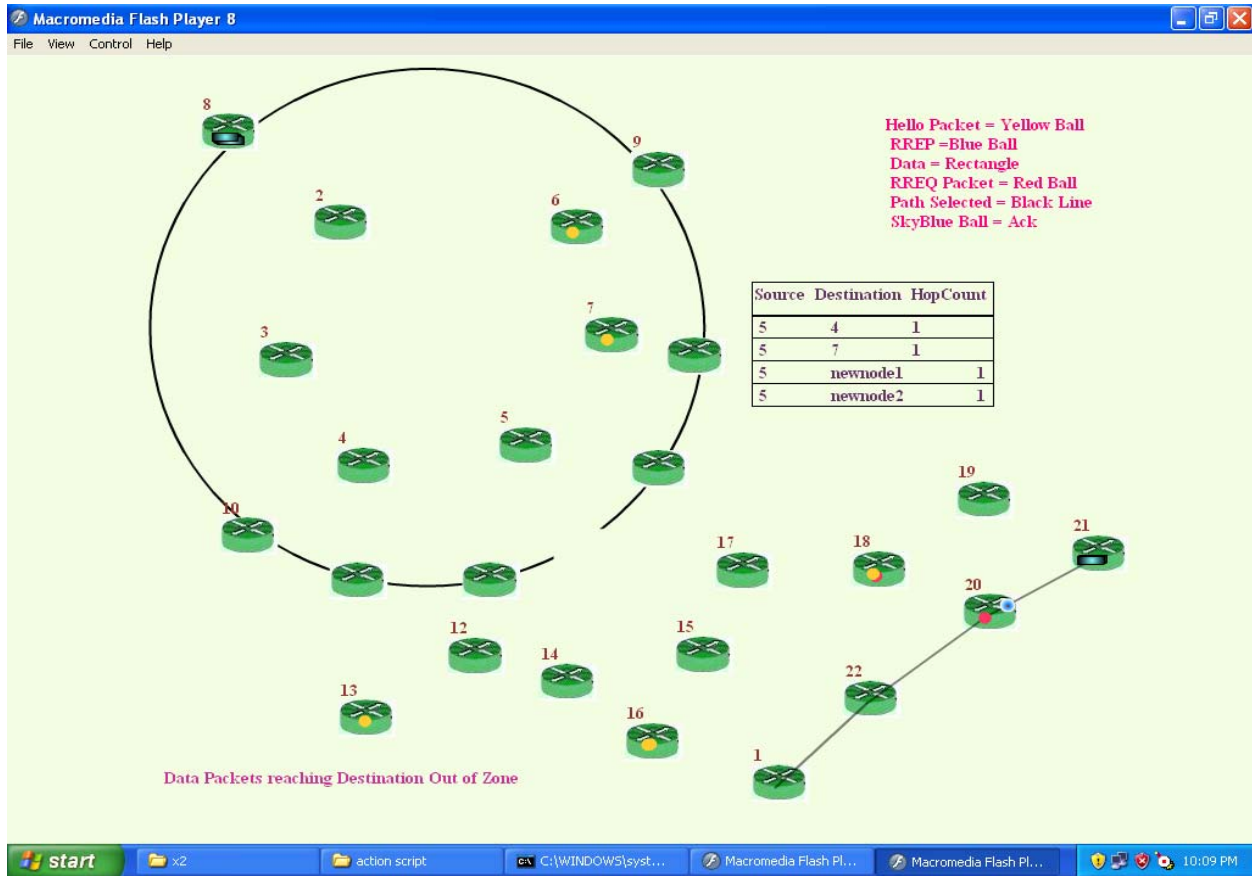 Macromedia Flash Player 8
File View Control Help
8
9
2
6
7
3
5
4
10
Hello Packet = Yellow Ball
RREP =Blue Ball
Data = Rectangle
RREQ Packet = Red Ball
Path Selected = Black Line
SkyBlue Ball = Ack
Source Destination HopCount
5 4 1
5 7 1
5 newnode1 1
5 newnode2 1
19
21
17
18
20
12
14
15
22
13
16
1
Data Packets reaching Destination Out of Zone
start
x2
action script
C:\WINDOWS\syst...
Macromedia Flash Pl...
Macromedia Flash Pl...
10:09 PM